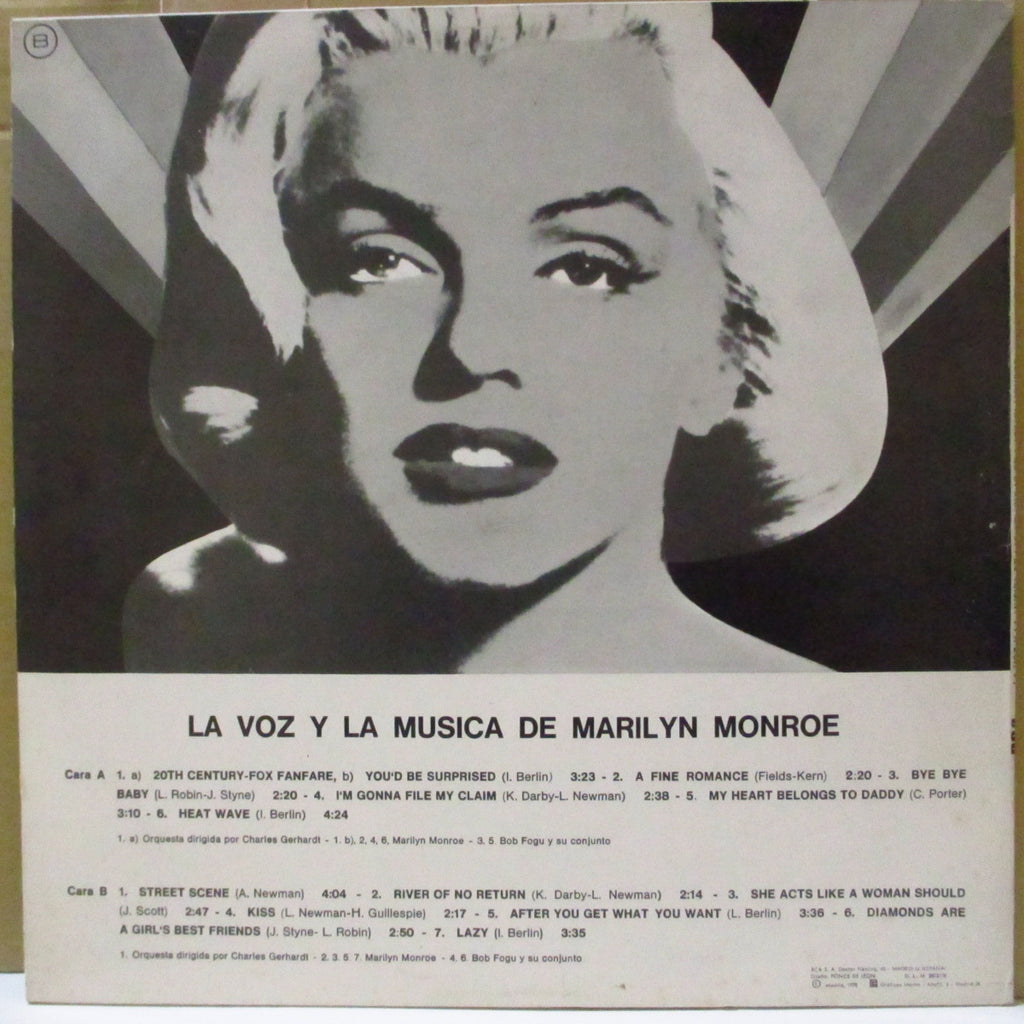 B
LA VOZ Y LA MUSICA DE MARILYN MONROE
Cara A 1. a) 20TH CENTURY-FOX FANFARE, b) YOU'D BE SURPRISED (I. Berlin) 3:23 - 2. A FINE ROMANCE (Fields-Kern) 2:20 - 3. BYE BYE
BABY (L. Robin-J. Styne) 2:20 - 4. I'M GONNA FILE MY CLAIM (K. Darby-L. Newman) 2:38 - 5. MY HEART BELONGS TO DADDY (C. Porter)
3:10 - 6. HEAT WAVE (I. Berlin) 4:24
1. a) Orquesta dirigida por Charles Gerhardt - 1. b), 2, 4, 6, Marilyn Monroe - 3. 5. Bob Fogu y su conjunto
Cara B 1. STREET SCENE (A. Newman) 4:04 - 2. RIVER OF NO RETURN (K. Darby-L. Newman) 2:14 - 3. SHE ACTS LIKE A WOMAN SHOULD
(J. Scott) 2:47 - 4. KISS (L. Newman-H. Guillespie) 2:17 - 5. AFTER YOU GET WHAT YOU WANT (L. Berlin) 3:36 - 6. DIAMONDS ARE
A GIRL'S BEST FRIENDS (J. Styne- L. Robin) 2:50 - 7. LAZY (I. Berlin) 3:35
1. Orquesta dirigida por Charles Gerhardt - 2. 3. 5. 7. Marilyn Monroe - 4. 6. Bob Fogu y su conjunto
RCA S. A. Doctor
PONCE DE LEON